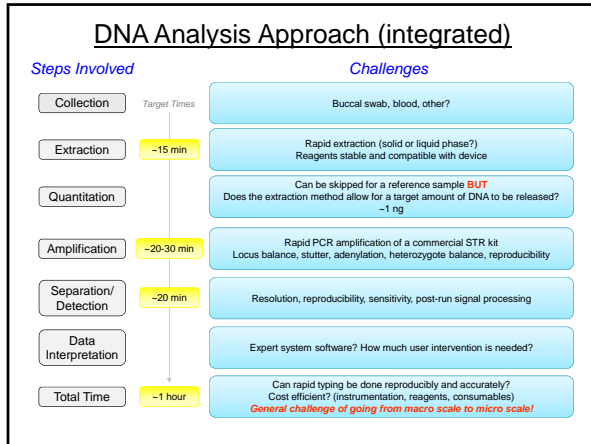 DNA Analysis Approach (integrated)
Steps Involved
Challenges
Collection
Target Times
Buccal swab, blood, other?
Extraction
~15 min
Rapid extraction (solid or liquid phase?)
Reagents stable and compatible with device
Quantitation
Can be skipped for a reference sample BUT
Does the extraction method allow for a target amount of DNA to be released?
~1 ng
Amplification
~20-30 min
Rapid PCR amplification of a commercial STR kit
Locus balance, stutter, adenylation, heterozygote balance, reproducibility
Separation/
Detection
~20 min
Resolution, reproducibility, sensitivity, post-run signal processing
Data
Interpretation
Expert system software? How much user intervention is needed?
Total Time
~1 hour
Can rapid typing be done reproducibly and accurately?
Cost efficient? (instrumentation, reagents, consumables)
General challenge of going from macro scale to micro scale!